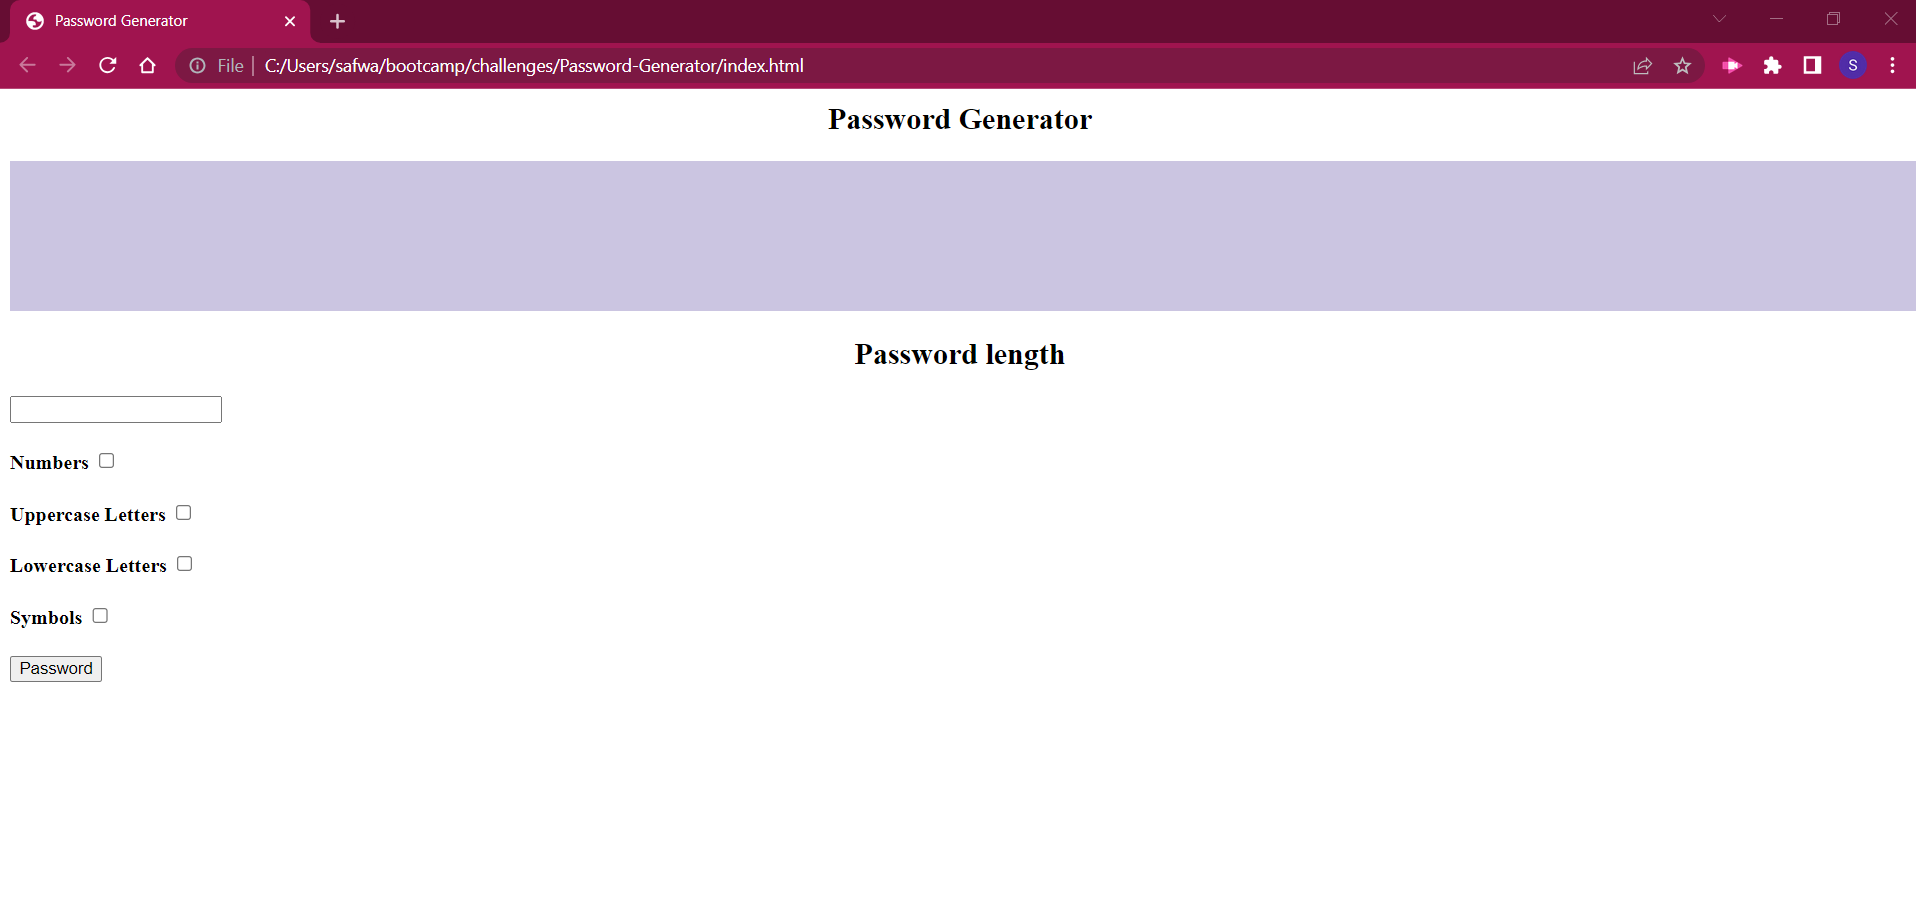 Password Generator
File | C:/Users/safwa/bootcamp/challenges/Password-Generator/index.html
S
Password Generator
Password length
Numbers
Uppercase Letters
Lowercase Letters
Symbols
Password